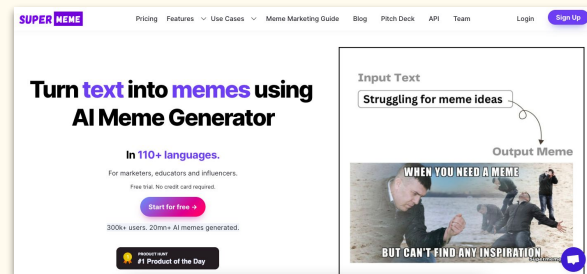 SUPER MEME
Pricing Features Use Cases Meme Marketing Guide Blog Pitch Deck API Team Login Sign Up
Turn text into memes using
AI Meme Generator
In 110+ languages.
For marketers, educators and influencers.
Free trial. No credit card required.
Start for free →
300k+ users. 20mn+ AI memes generated.
PRODUCT HUNT
#1 Product of the Day
Input Text
Struggling for meme ideas
Output Meme
WHEN YOU NEED A MEME
BUT CAN'T FIND ANY INSPIRATION